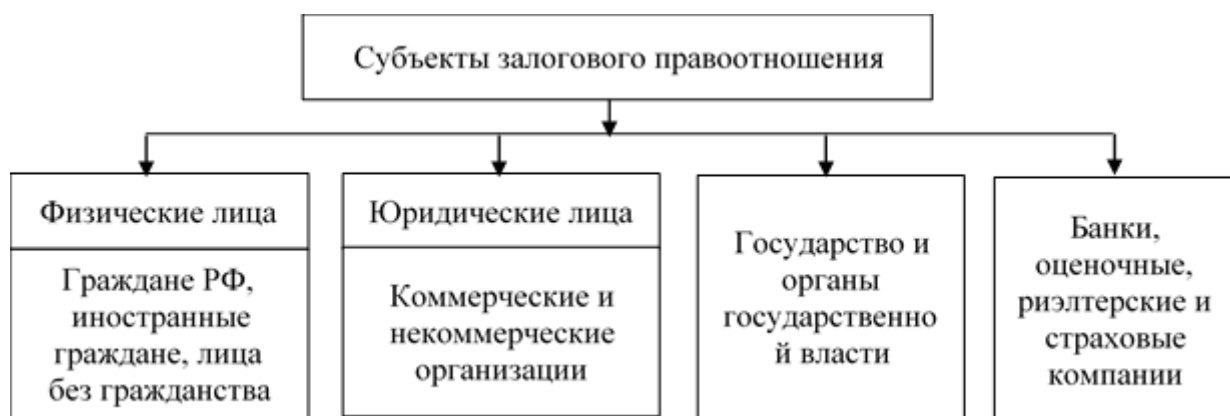 Субъекты залогового правоотношения
Физические лица
Граждане РФ,
иностранные
граждане, лица
без гражданства
Юридические лица
Коммерческие и
некоммерческие
организации
Государство и
органы
государственно
й власти
Банки,
оценочные,
риэлтерские и
страховые
компании